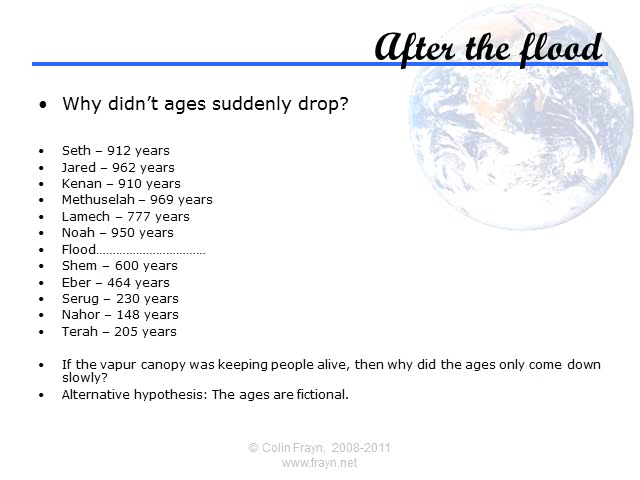 After the flood
• Why didn’t ages suddenly drop?
• Seth – 912 years
• Jared – 962 years
• Kenan – 910 years
• Methuselah – 969 years
• Lamech – 777 years
• Noah – 950 years
• Flood……………………………
• Shem – 600 years
• Eber – 464 years
• Serug – 230 years
• Nahor – 148 years
• Terah – 205 years
• If the vapur canopy was keeping people alive, then why did the ages only come down
slowly?
• Alternative hypothesis: The ages are fictional.
© Colin Frayn, 2008-2011
www.frayn.net